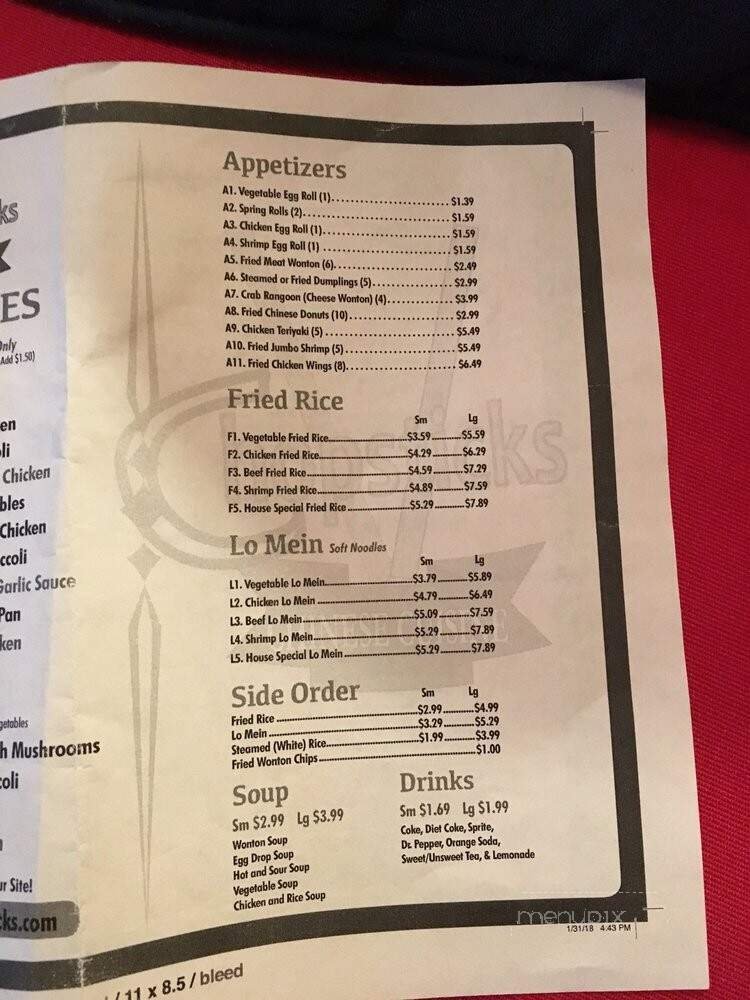 ks
ES
Only
Add $1.50)
en
li
Chicken
bles
Chicken
ccoli
Garlic Sauce
Pan
ken
getables
h Mushrooms
coli
ur Site!
ks.com
Appetizers
A1. Vegetable Egg Roll (1)........................... $1.39
A2. Spring Rolls (2)................................. $1.59
A3. Chicken Egg Roll (1)............................. $1.59
A4. Shrimp Egg Roll (1) ............................. $1.59
A5. Fried Meat Wonton (6)............................ $2.49
A6. Steamed or Fried Dumplings (5)................... $2.99
A7. Crab Rangoon (Cheese Wonton) (4)................. $3.99
A8. Fried Chinese Donuts (10)........................ $2.99
A9. Chicken Teriyaki (5) ............................ $5.49
A10. Fried Jumbo Shrimp (5).......................... $5.49
A11. Fried Chicken Wings (8)......................... $6.49
Fried Rice
Sm Lg
F1. Vegetable Fried Rice....................$3.59..........$5.59
F2. Chicken Fried Rice......................$4.29..........$6.29
F3. Beef Fried Rice.........................$4.59..........$7.29
F4. Shrimp Fried Rice.......................$4.89..........$7.59
F5. House Special Fried Rice................$5.29..........$7.89
Lo Mein Soft Noodles
Sm Lg
L1. Vegetable Lo Mein.......................$3.79..........$5.89
L2. Chicken Lo Mein ........................$4.79..........$6.49
L3. Beef Lo Mein............................$5.09..........$7.59
L4. Shrimp Lo Mein..........................$5.29..........$7.89
L5. House Special Lo Mein...................$5.29..........$7.89
Side Order Sm Lg
Fried Rice .................................$2.99..........$4.99
Lo Mein ....................................$3.29..........$5.29
Steamed (White) Rice........................$1.99..........$3.99
Fried Wonton Chips.........................................$1.00
Soup
Sm $2.99 Lg $3.99
Wonton Soup
Egg Drop Soup
Hot and Sour Soup
Vegetable Soup
Chicken and Rice Soup
Drinks
Sm $1.69 Lg $1.99
Coke, Diet Coke, Sprite,
Dr. Pepper, Orange Soda,
Sweet/Unsweet Tea, & Lemonade
Chopsticks
CHINESE CUISINE
menupix
1/31/18 4:43 PM
/ 11 x 8.5 / bleed